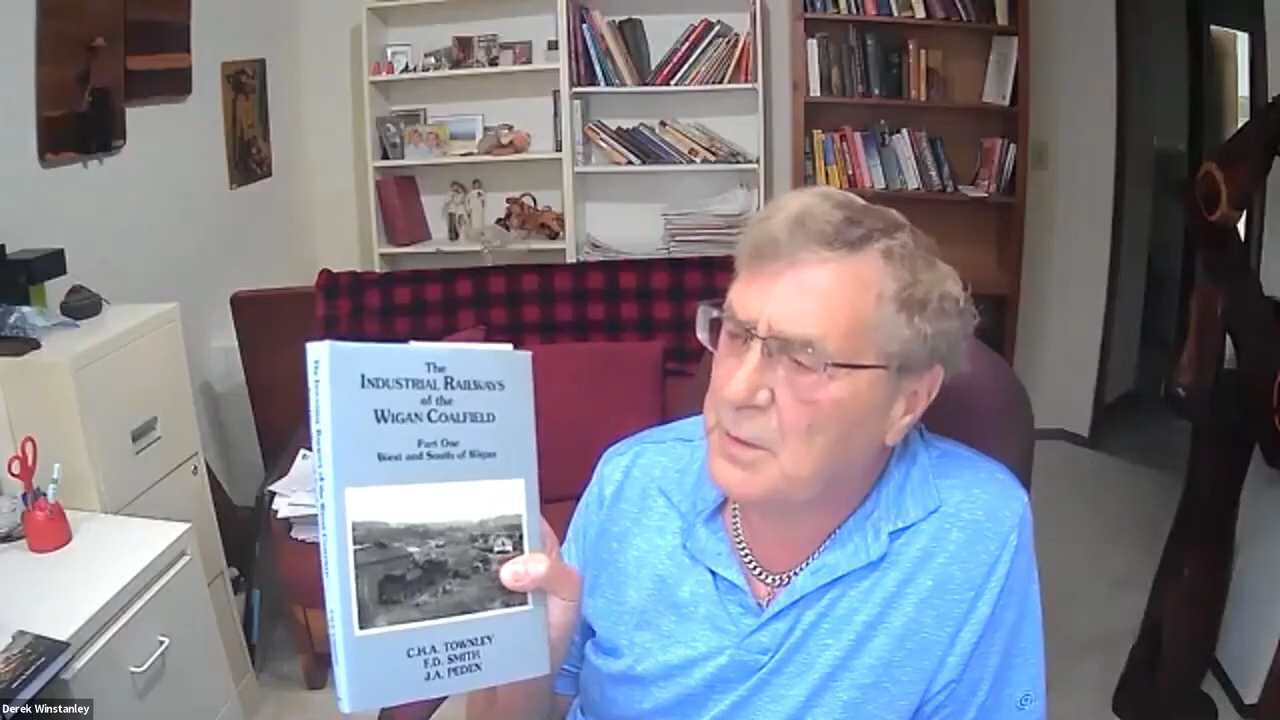 The
INDUSTRIAL RAILWAYS
of the
WIGAN COALFIELD
Part One
West and South of Wigan
C.H.A. TOWNLEY
F.D. SMITH
J.A. PEDEN
Derek Winstanley